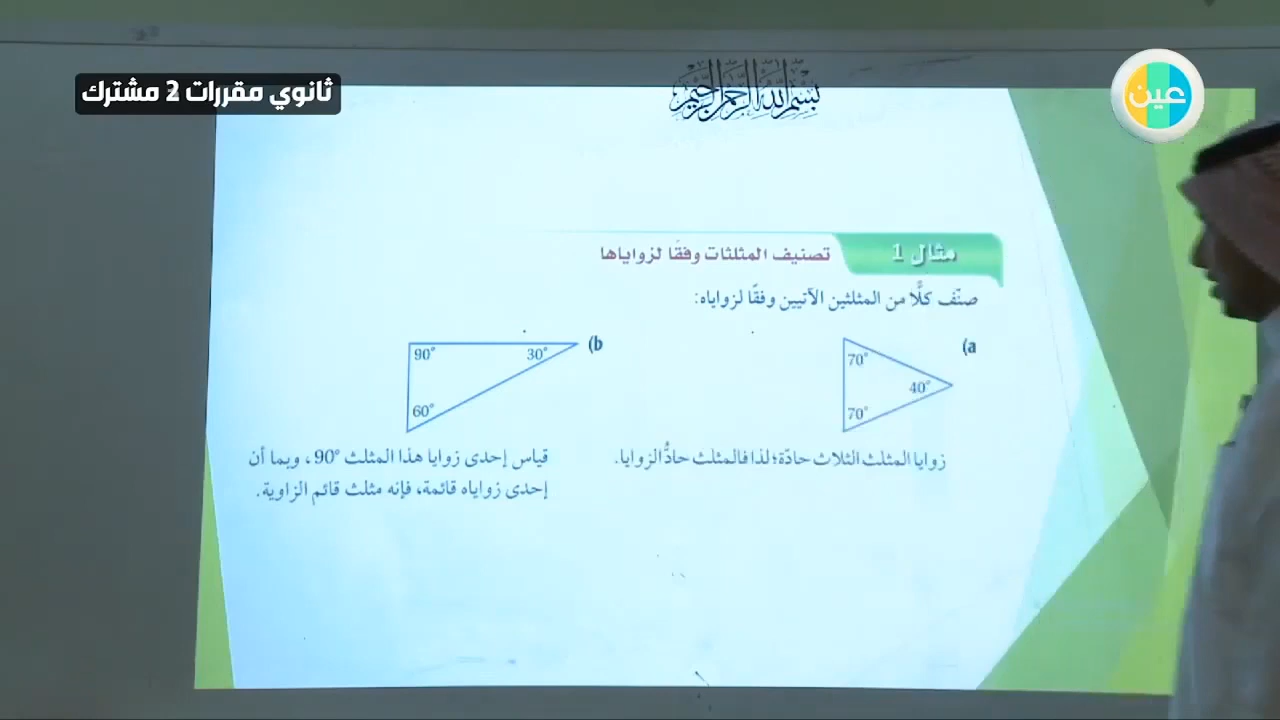 بسم الله الرحمن الرحيم
ثانوي مقررات 2 مشترك
عين
مثال 1 تصنيف المثلثات وفقًا لزواياها
صنّف كلًّا من المثلثين الآتيين وفقًا لزواياه:
(a
70°
40°
70°
زوايا المثلث الثلاث حادّة؛ لذا فالمثلث حادُّ الزوايا.
(b
90°
30°
60°
قياس إحدى زوايا هذا المثلث 90°، وبما أن
إحدى زواياه قائمة، فإنه مثلث قائم الزاوية.